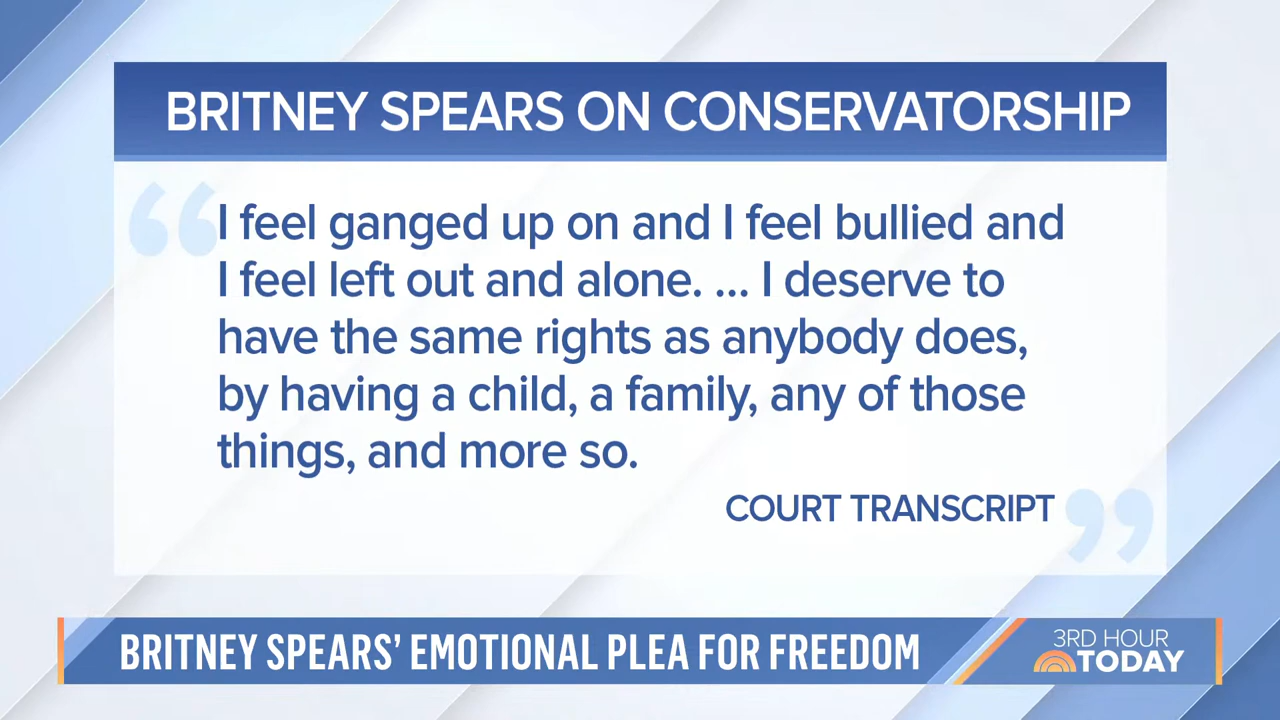 BRITNEY SPEARS ON CONSERVATORSHIP
“I feel ganged up on and I feel bullied and
I feel left out and alone. ... I deserve to
have the same rights as anybody does,
by having a child, a family, any of those
things, and more so.
COURT TRANSCRIPT”
BRITNEY SPEARS’ EMOTIONAL PLEA FOR FREEDOM
3RD HOUR
TODAY